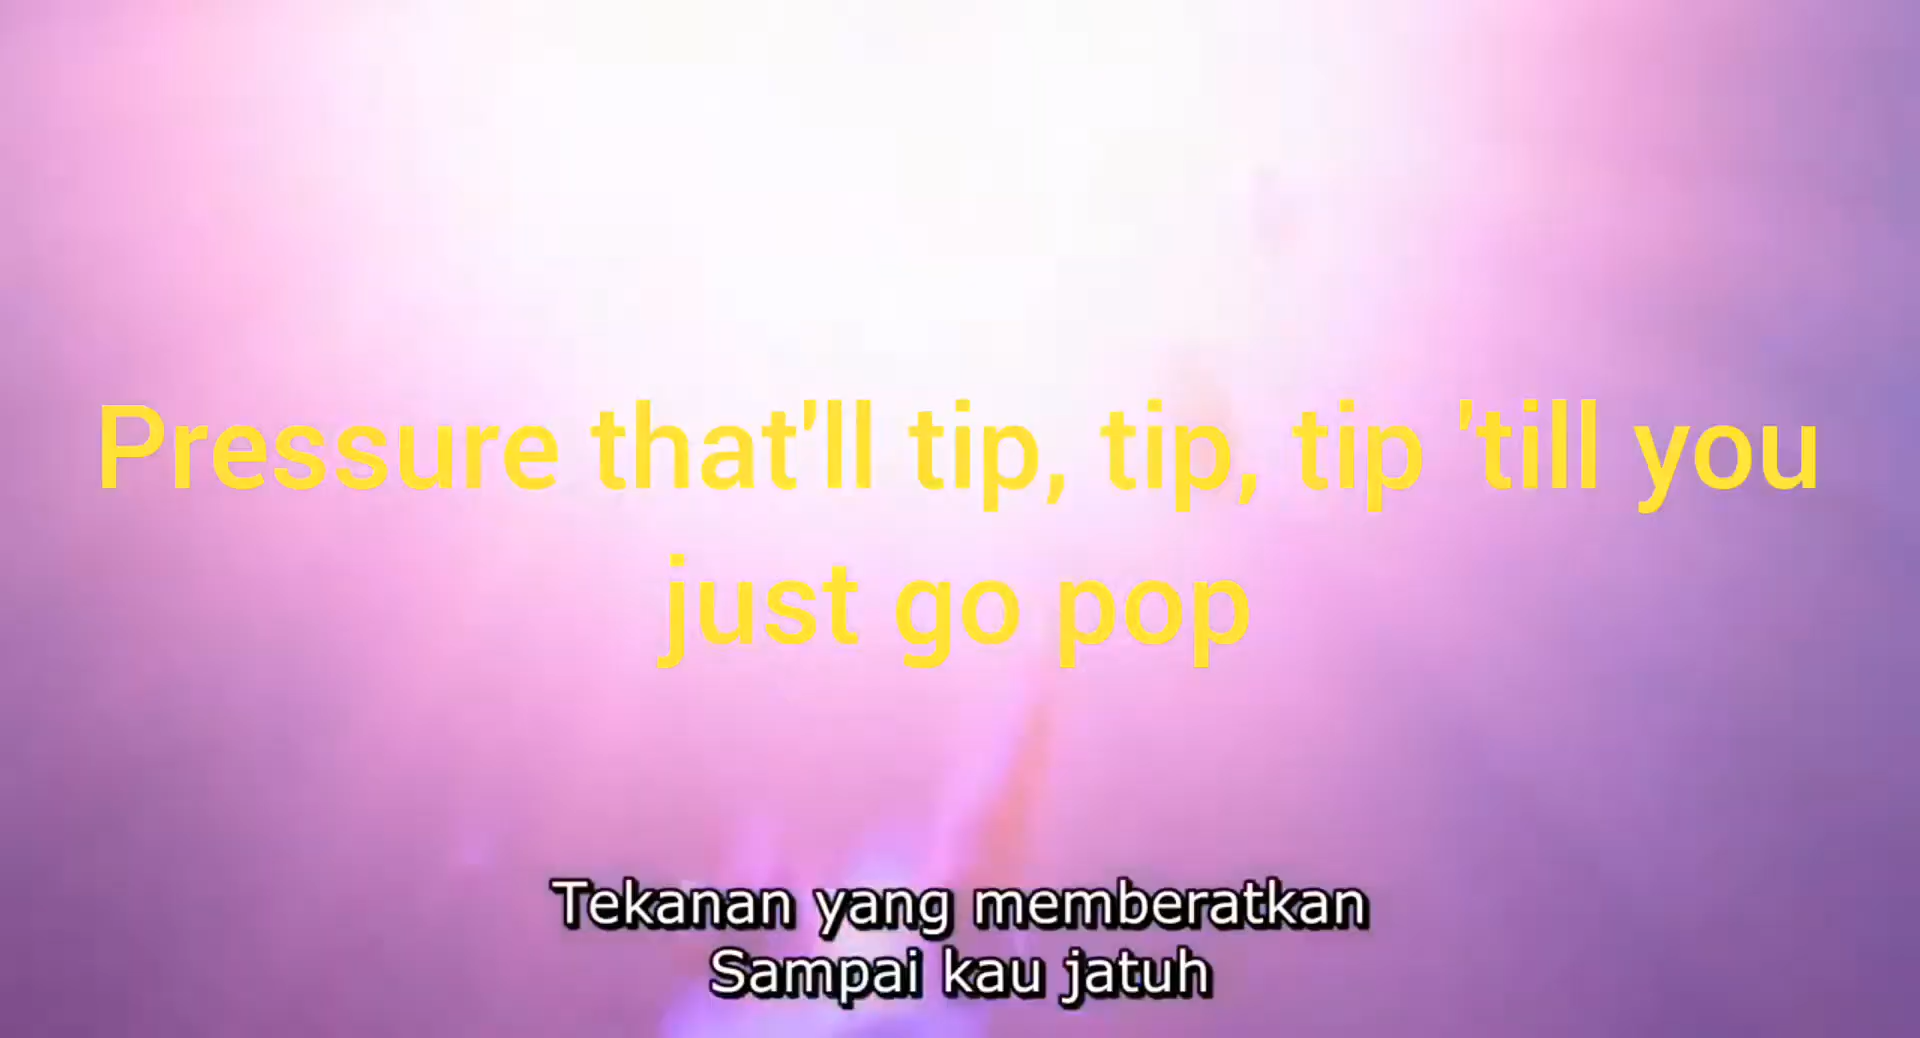 Pressure that'll tip, tip, tip 'till you
just go pop
Tekanan yang memberatkan
Sampai kau jatuh